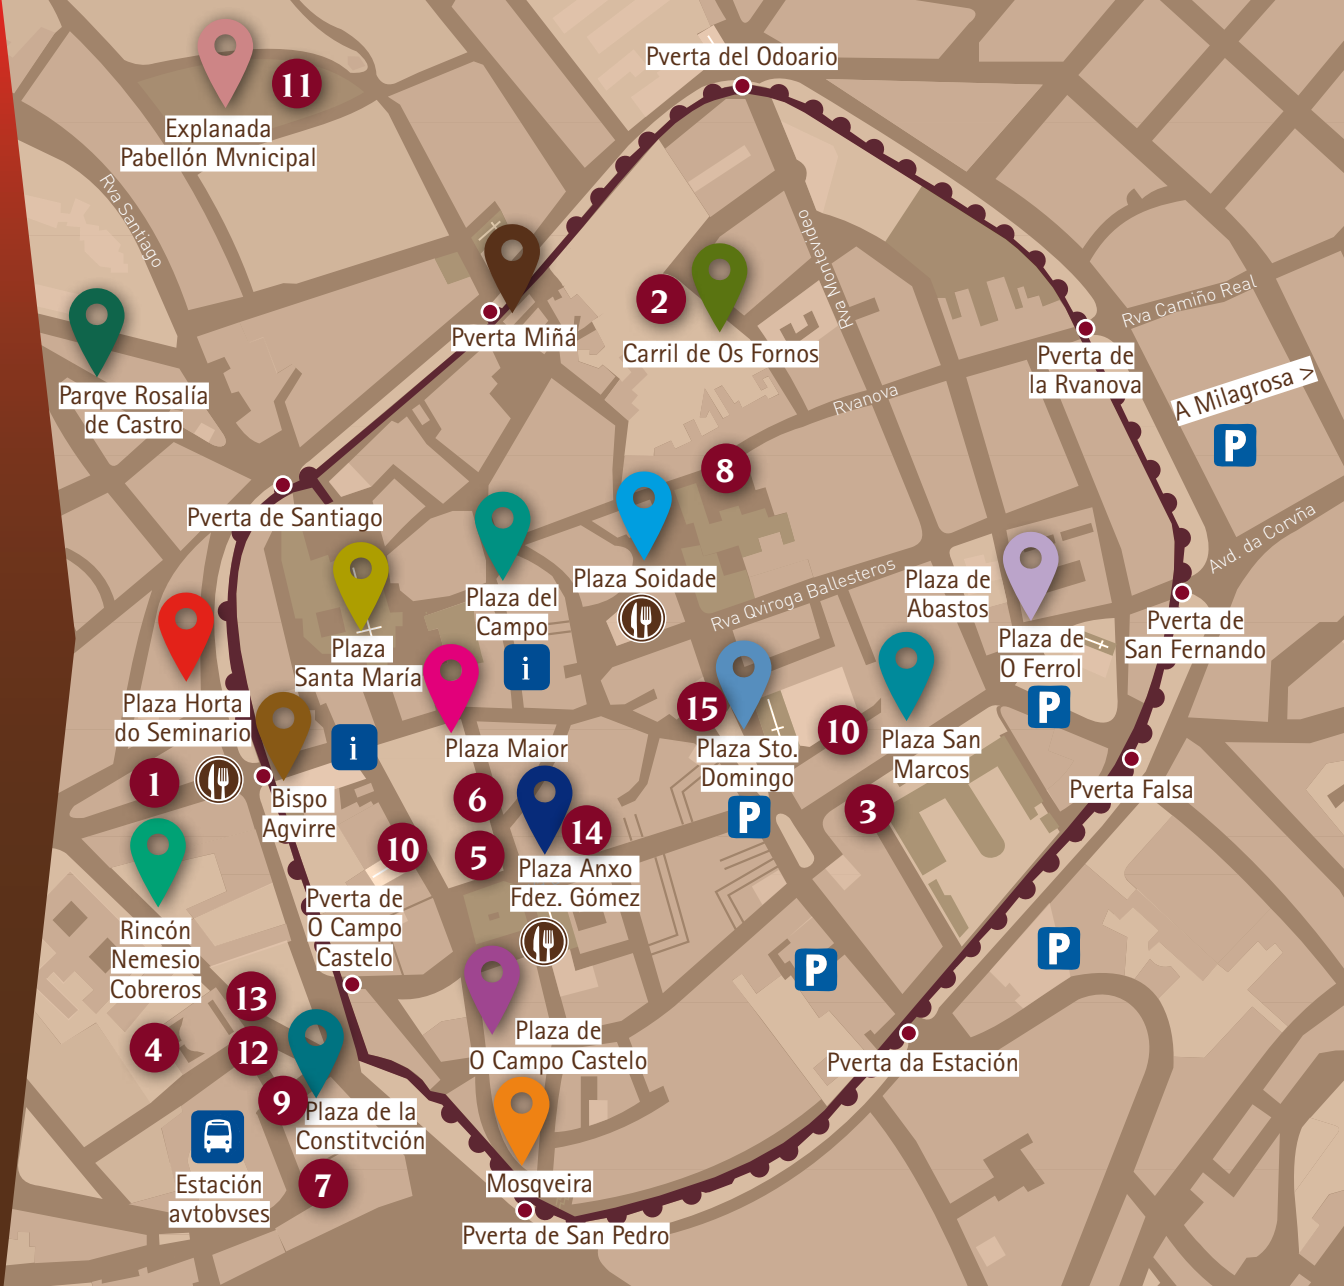 Pverta del Odoario
11
Explanada
Pabellón Mvnicipal
Rva Santiago
Rva Montevideo
2
Carril de Os Fornos
Rva Camiño Real
Pverta Miñá
Pverta de
la Rvanova
A Milagrosa >
P
Parqve Rosalía
de Castro
Rvanova
8
Pverta de Santiago
Avd. da Corvña
Plaza Soidade
Rva Qviroga Ballesteros
Plaza de
Abastos
Plaza del
Campo
i
Plaza
Santa María
Plaza de
O Ferrol
P
Pverta de
San Fernando
Plaza Horta
do Seminario
i
1
Plaza Maior
15
Plaza Sto.
Domingo
P
10
Plaza San
Marcos
3
Pverta Falsa
Bispo
Agvirre
10
6
5
14
Plaza Anxo
Fdez. Gómez
Pverta de
O Campo
Castelo
Rincón
Nemesio
Cobreros
P
P
13
4
12
9
Plaza de
O Campo Castelo
Pverta da Estación
Plaza de la
Constitvción
Estación
avtobvses
7
Mosqveira
Pverta de San Pedro